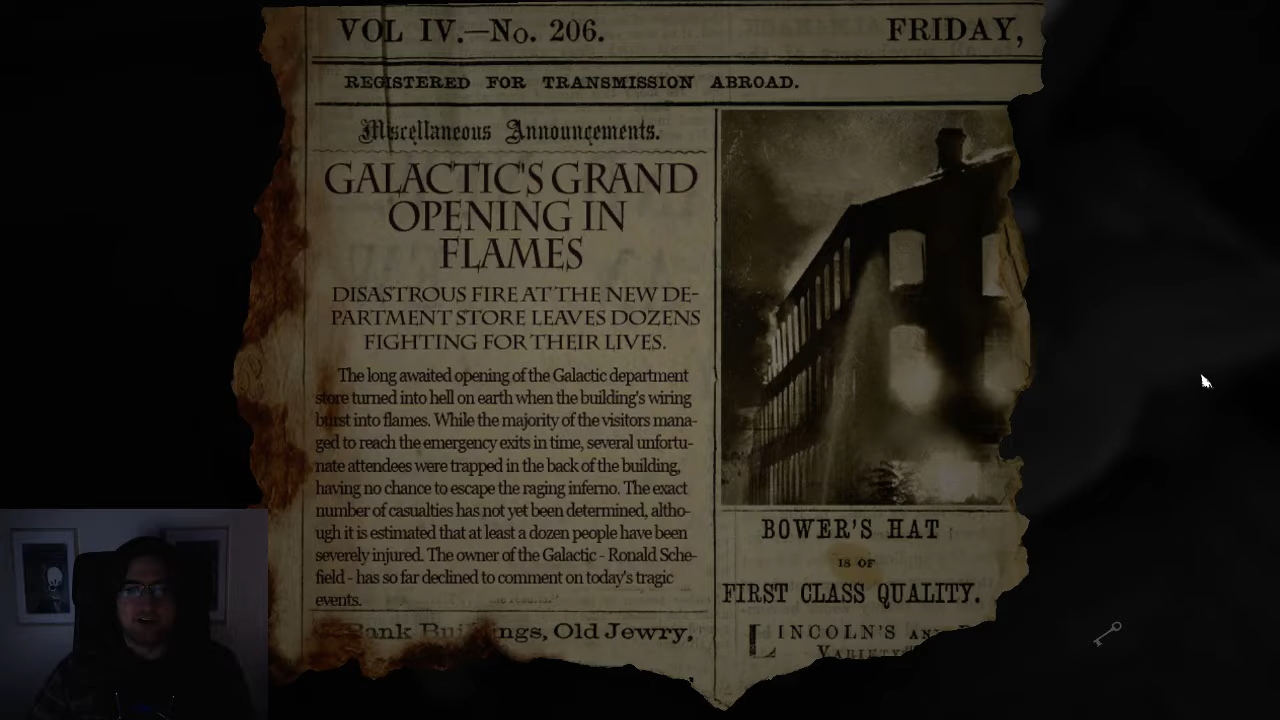 VOL IV.—No. 206.
FRIDAY,
REGISTERED FOR TRANSMISSION ABROAD.
Miscellaneous Announcements.
GALACTIC'S GRAND
OPENING IN
FLAMES
DISASTROUS FIRE AT THE NEW DE-
PARTMENT STORE LEAVES DOZENS
FIGHTING FOR THEIR LIVES.
The long awaited opening of the Galactic department
store turned into hell on earth when the building's wiring
burst into flames. While the majority of the visitors mana-
ged to reach the emergency exits in time, several unfortu-
nate attendees were trapped in the back of the building,
having no chance to escape the raging inferno. The exact
number of casualties has not yet been determined, altho-
ugh it is estimated that at least a dozen people have been
severely injured. The owner of the Galactic - Ronald Sche-
field - has so far declined to comment on today's tragic
events.
Bank Buildings, Old Jewry,
BOWER'S HAT
IS OF
FIRST CLASS QUALITY.
LINCOLN'S
VARIETY